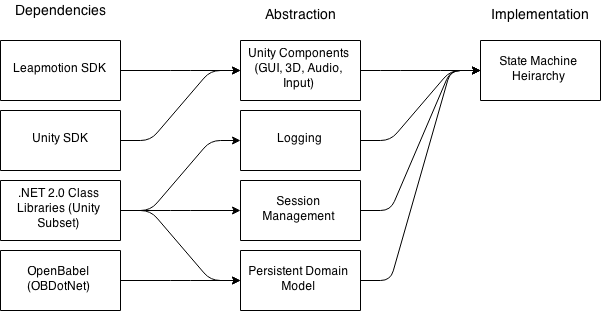 Dependencies
Abstraction
Implementation
Leapmotion SDK
Unity Components
(GUI, 3D, Audio,
Input)
State Machine
Heirarchy
Unity SDK
Logging
.NET 2.0 Class
Libraries (Unity
Subset)
Session
Management
OpenBabel
(OBDotNet)
Persistent Domain
Model